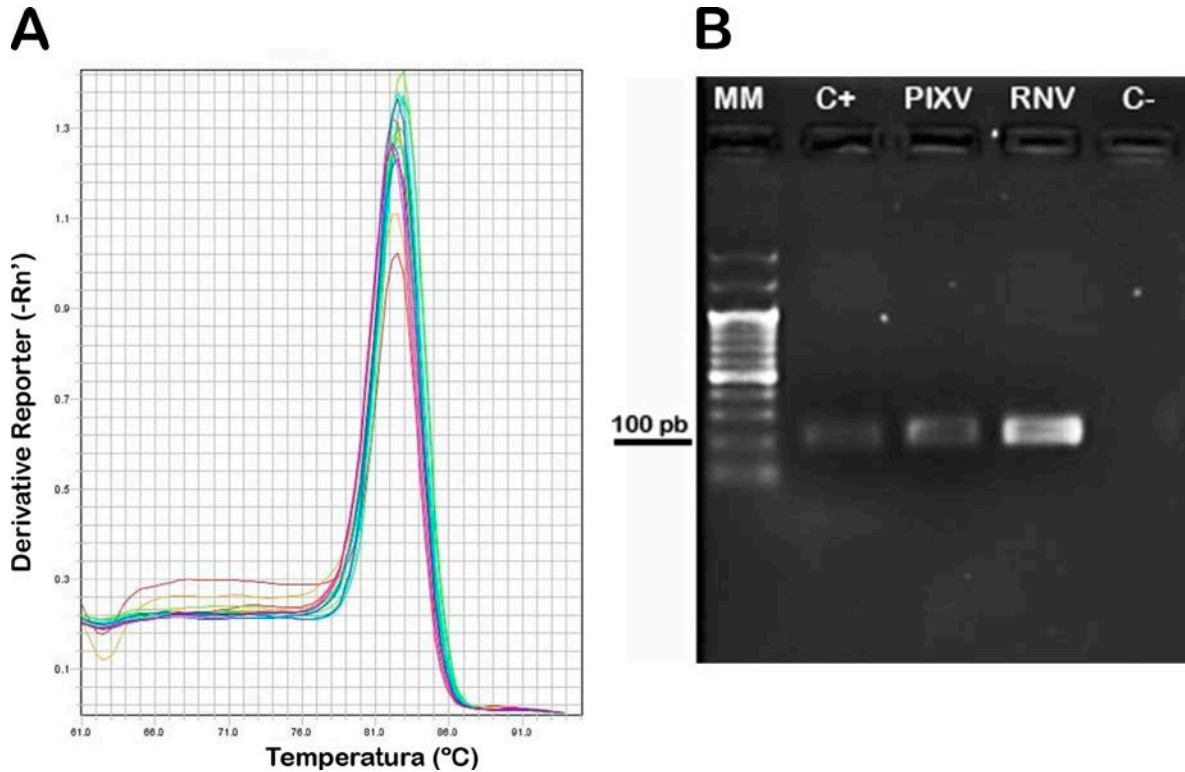 A
Derivative Reporter (-Rn')
1.3
1.1
0.9
0.7
0.5
0.3
0.1
61.0 66.0 71.0 76.0 81.0 86.0 91.0
Temperatura (ºC)
B
MM C+ PIXV RNV C-
100 pb